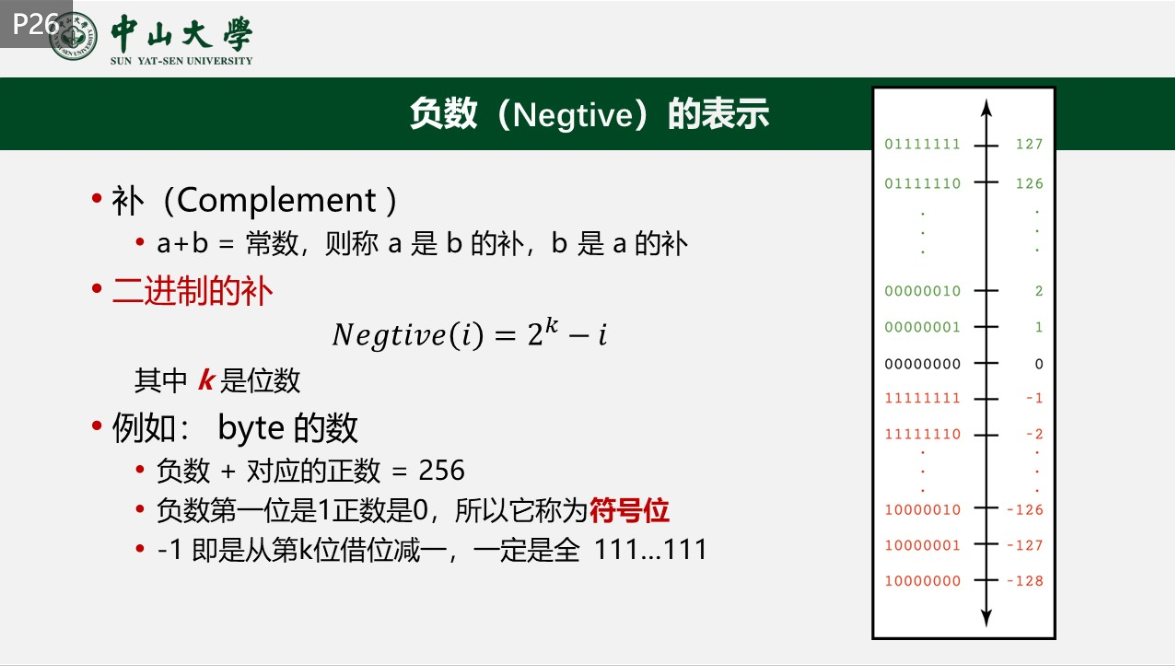 P26
中山大學
SUN YAT-SEN UNIVERSITY
负数（Negtive）的表示
• 补（Complement ）
• a+b = 常数，则称 a 是 b 的补，b 是 a 的补
• 二进制的补
Negtive(i) = 2^k − i
其中 k 是位数
• 例如： byte 的数
• 负数 + 对应的正数 = 256
• 负数第一位是1正数是0，所以它称为符号位
• -1 即是从第k位借位减一，一定是全 111…111
01111111 127
01111110 126
. .
. .
. .
00000010 2
00000001 1
00000000 0
11111111 -1
11111110 -2
. .
. .
. .
10000010 -126
10000001 -127
10000000 -128